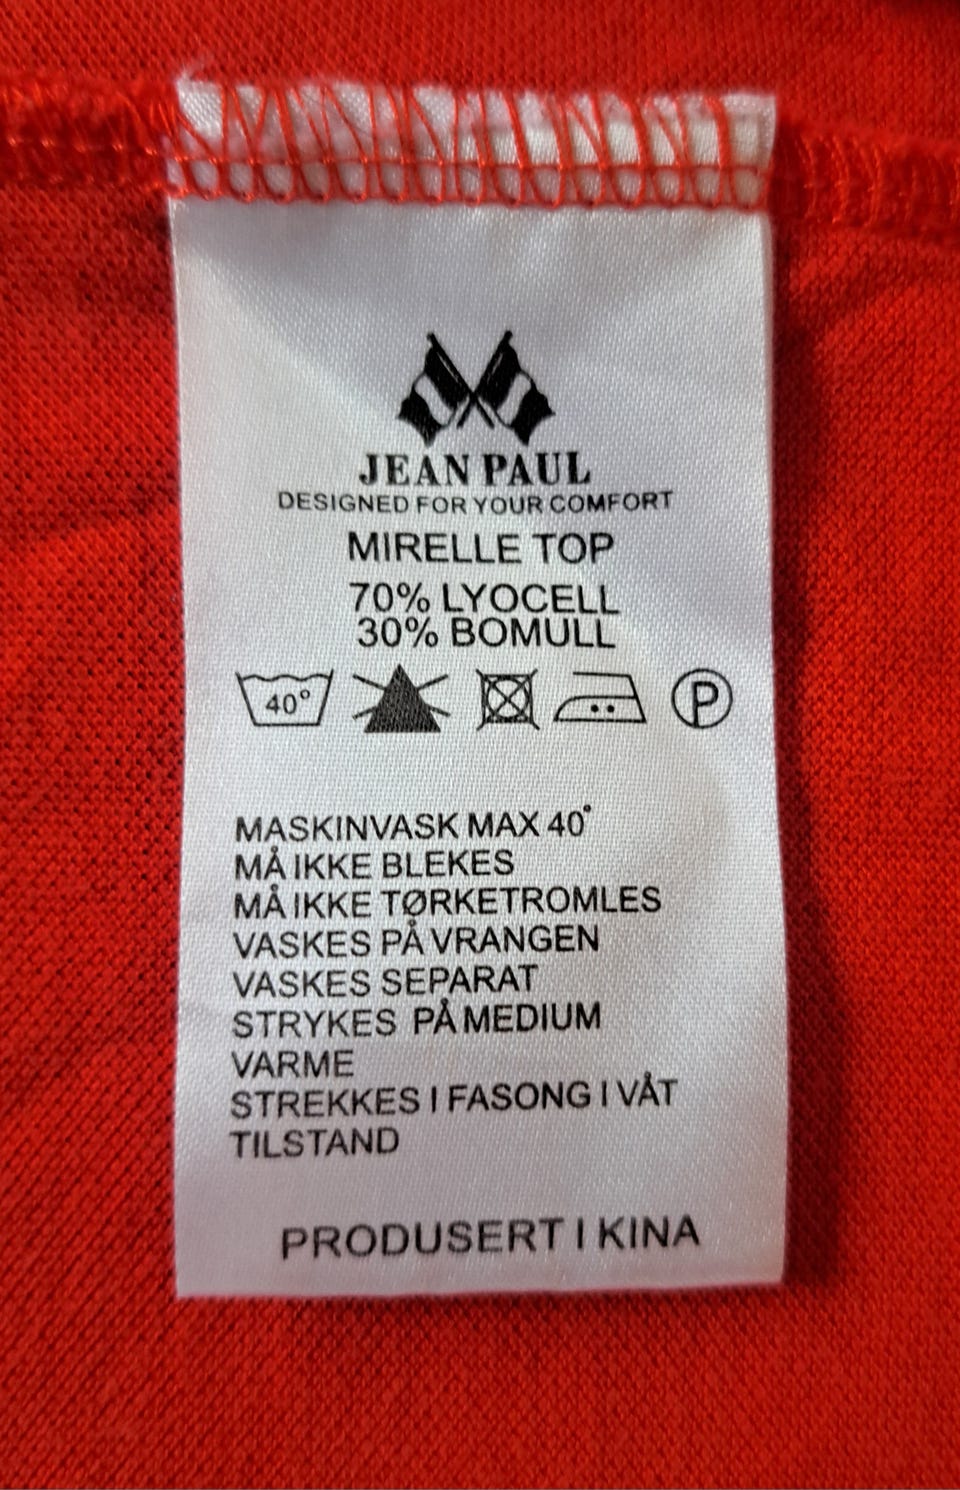 JEAN PAUL
DESIGNED FOR YOUR COMFORT
MIRELLE TOP
70% LYOCELL
30% BOMULL
40° P
MASKINVASK MAX 40°
MÅ IKKE BLEKES
MÅ IKKE TØRKETROMLES
VASKES PÅ VRANGEN
VASKES SEPARAT
STRYKES PÅ MEDIUM
VARME
STREKKES I FASONG I VÅT
TILSTAND
PRODUSERT I KINA